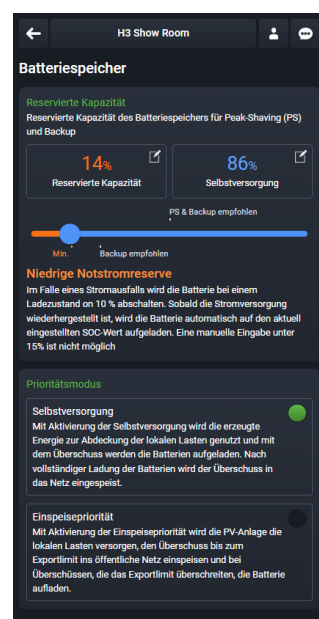 H3 Show Room
Batteriespeicher
Reservierte Kapazität
Reservierte Kapazität des Batteriespeichers für Peak-Shaving (PS)
und Backup
14%
Reservierte Kapazität
86%
Selbstversorgung
PS & Backup empfohlen
Min.
Backup empfohlen
Niedrige Notstromreserve
Im Falle eines Stromausfalls wird die Batterie bei einem
Ladezustand on 10 % abschalten. Sobald die Stromversorgung
wiederhergestellt ist, wird die Batterie automatisch auf den aktuell
eingestellten SOC-Wert aufgeladen. Eine manuelle Eingabe unter
15% ist nicht möglich
Prioritätsmodus
Selbstversorgung
Mit Aktivierung der Selbstversorgung wird die erzeugte
Energie zur Abdeckung der lokalen Lasten genutzt und mit
dem Überschuss werden die Batterien aufgeladen. Nach
vollständiger Ladung der Batterien wird der Überschuss in
das Netz eingespeist.
Einspeisepriorität
Mit Aktivierung der Einspeisepriorität wird die PV-Anlage die
lokalen Lasten versorgen, den Überschuss bis zum
Exportlimit ins öffentliche Netz einspeisen und bei
Überschüssen, die das Exportlimit überschreiten, die Batterie
aufladen.